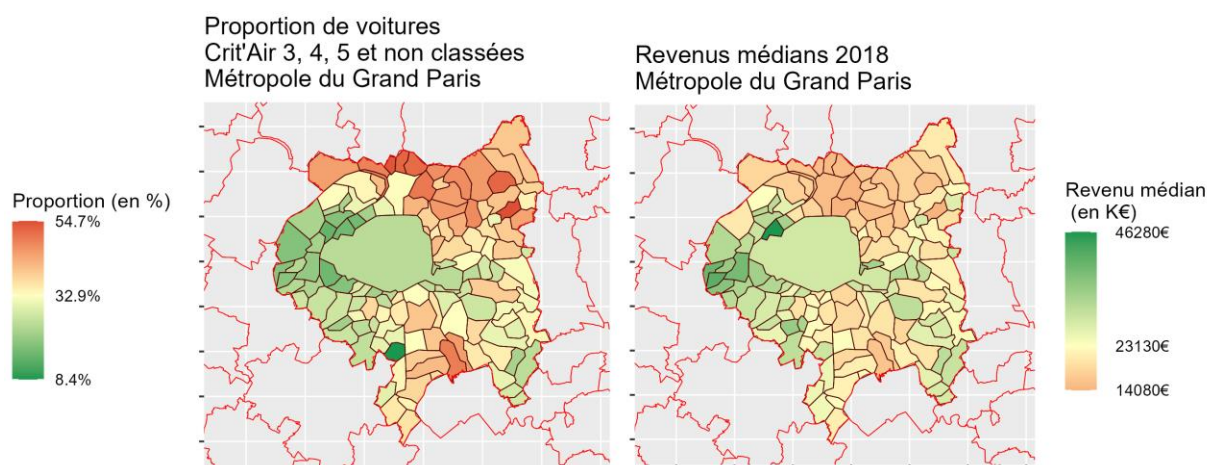 Proportion de voitures
Crit'Air 3, 4, 5 et non classées
Métropole du Grand Paris
Revenus médians 2018
Métropole du Grand Paris
Proportion (en %)
54.7%
32.9%
8.4%
Revenu médian
(en K€)
46280€
23130€
14080€